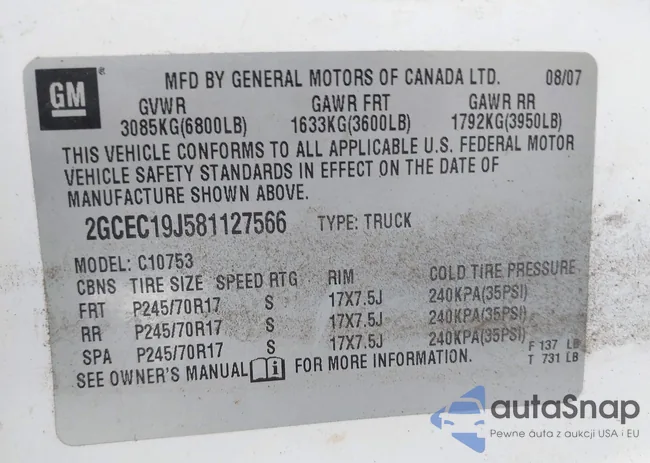 GM ®
MFD BY GENERAL MOTORS OF CANADA LTD. 08/07
GVWR GAWR FRT GAWR RR
3085KG(6800LB) 1633KG(3600LB) 1792KG(3950LB)
THIS VEHICLE CONFORMS TO ALL APPLICABLE U.S. FEDERAL MOTOR
VEHICLE SAFETY STANDARDS IN EFFECT ON THE DATE OF
MANUFACTURE SHOWN ABOVE.
2GCEC19J581127566 TYPE: TRUCK
MODEL: C10753
CBNS TIRE SIZE SPEED RTG RIM COLD TIRE PRESSURE
FRT P245/70R17 S 17X7.5J 240KPA(35PSI)
RR P245/70R17 S 17X7.5J 240KPA(35PSI)
SPA P245/70R17 S 17X7.5J 240KPA(35PSI)
SEE OWNER'S MANUAL i FOR MORE INFORMATION.
F 137 LB
T 731 LB
autaSnap
Pewne auta z aukcji USA i EU